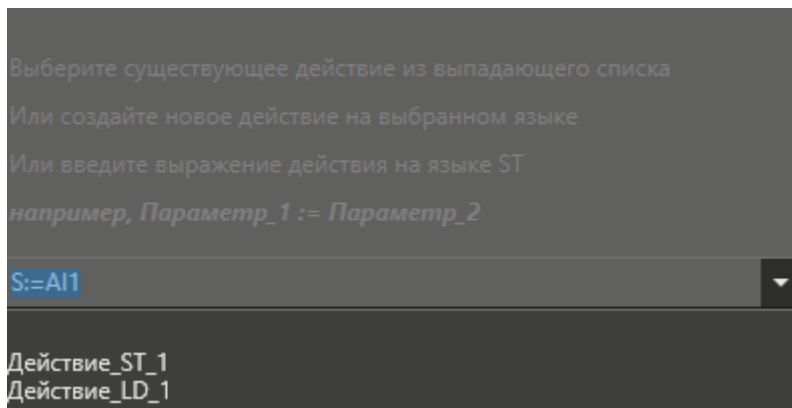 Выберите существующее действие из выпадающего списка
Или создайте новое действие на выбранном языке
Или введите выражение действия на языке ST
например, Параметр_1 := Параметр_2
S:=AI1
Действие_ST_1
Действие_LD_1